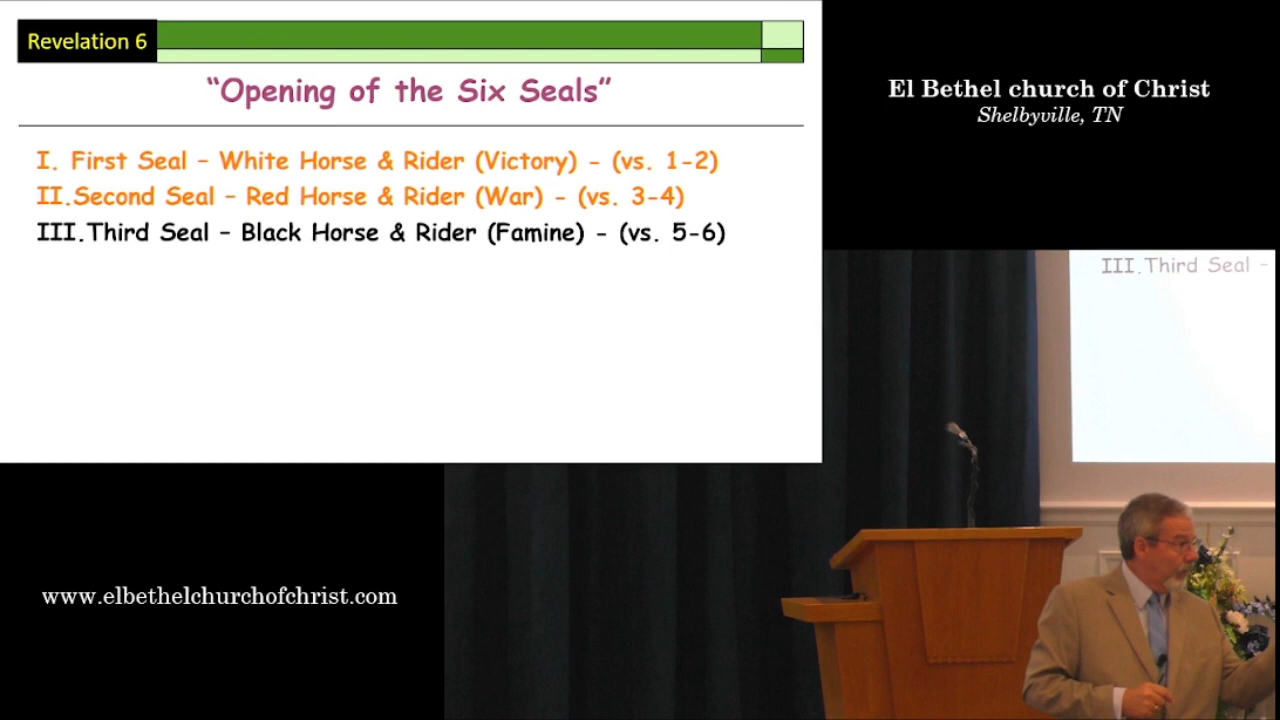 Revelation 6
“Opening of the Six Seals”
I. First Seal – White Horse & Rider (Victory) - (vs. 1-2)
II.Second Seal – Red Horse & Rider (War) - (vs. 3-4)
III.Third Seal – Black Horse & Rider (Famine) - (vs. 5-6)
El Bethel church of Christ
Shelbyville, TN
III.Third Seal –
www.elbethelchurchofchrist.com